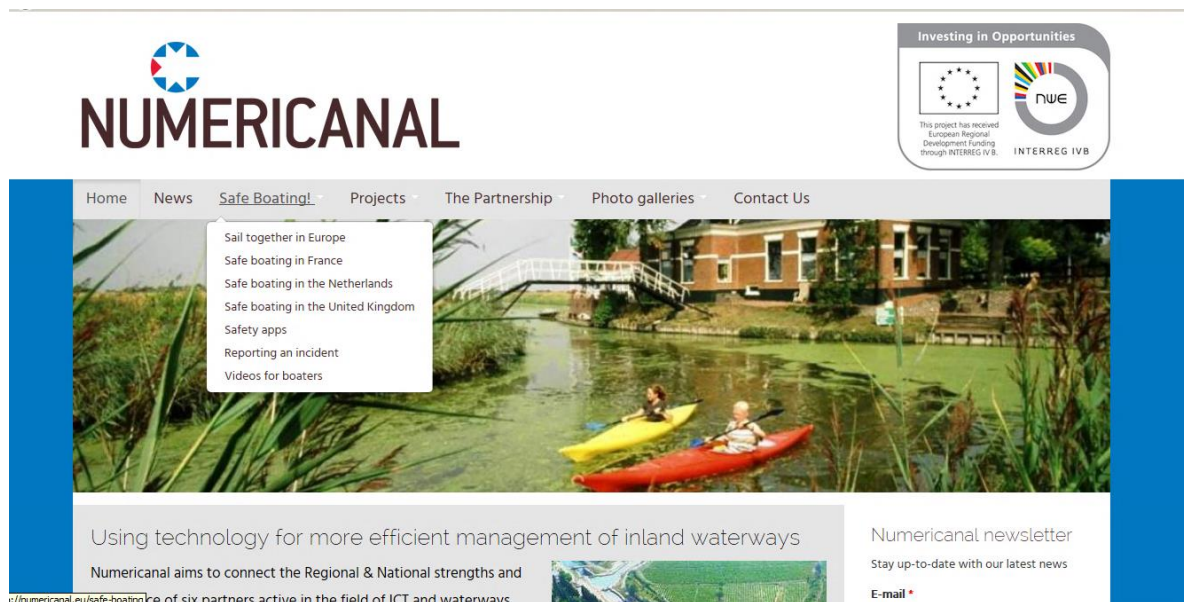 NUMERICANAL
Investing in Opportunities
This project has received
European Regional
Development Funding
through INTERREG IV B.
nwe
INTERREG IVB
Home News Safe Boating! Projects The Partnership Photo galleries Contact Us
Sail together in Europe
Safe boating in France
Safe boating in the Netherlands
Safe boating in the United Kingdom
Safety apps
Reporting an incident
Videos for boaters
Using technology for more efficient management of inland waterways
Numericanal aims to connect the Regional & National strengths and
of six partners active in the field of ICT and waterways
Numericanal newsletter
Stay up-to-date with our latest news
E-mail *
://numericanal.eu/safe-boating